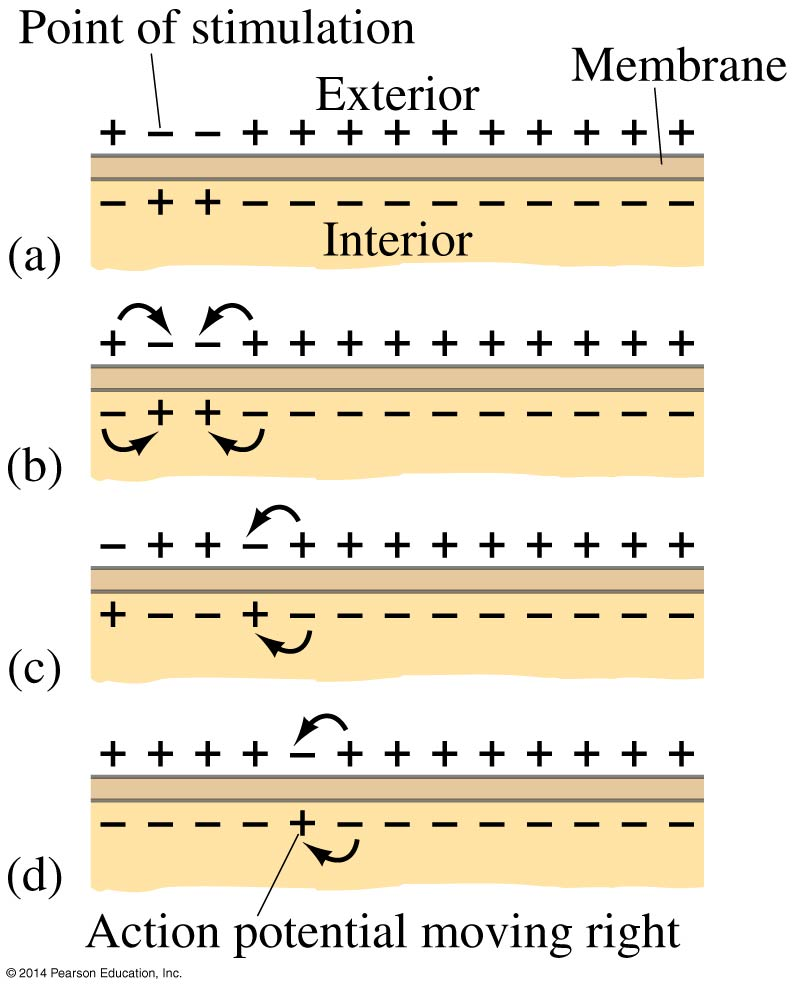 Point of stimulation
Membrane
Exterior
+ − − + + + + + + + + + +
− + + − − − − − − − − − −
Interior
(a)
+ − − + + + + + + + + + +
− + + − − − − − − − − − −
(b)
− + + − + + + + + + + + +
+ − − + − − − − − − − − −
(c)
+ + + + − + + + + + + + +
− − − − + − − − − − − − −
(d)
Action potential moving right
© 2014 Pearson Education, Inc.